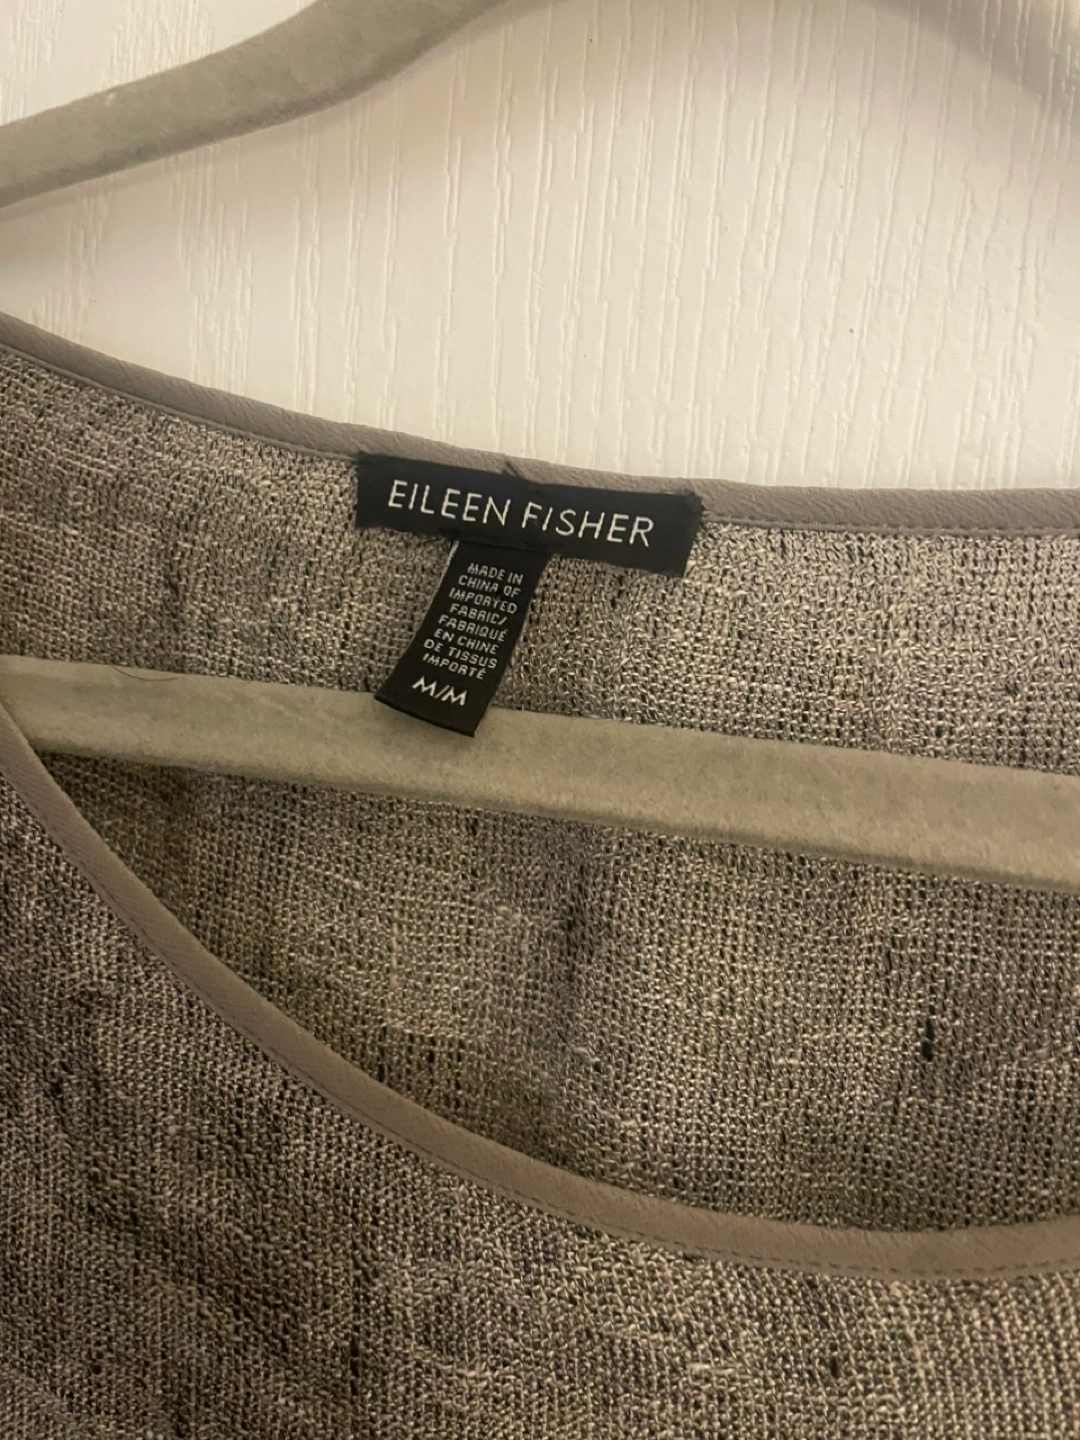 EILEEN FISHER
MADE IN
CHINA OF
IMPORTED
FABRIC/
FABRIQUÉ
EN CHINE
DE TISSUS
IMPORTÉ
M/M